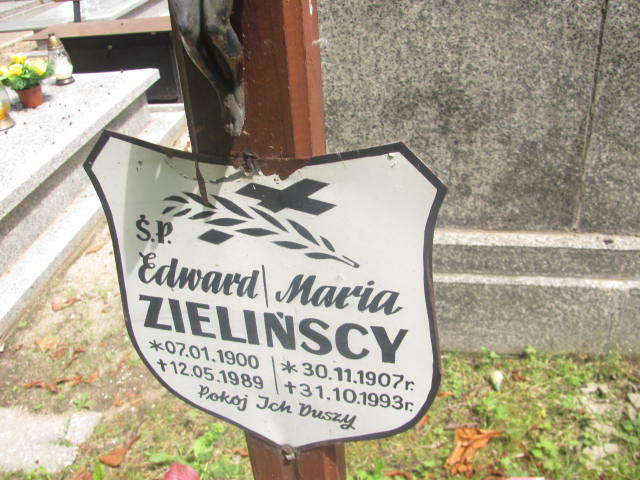 Ś.P.
Edward | Maria
ZIELIŃSCY
*07.01.1900 | *30.11.1907r.
+12.05.1989 | +31.10.1993r.
Pokój Ich Duszy